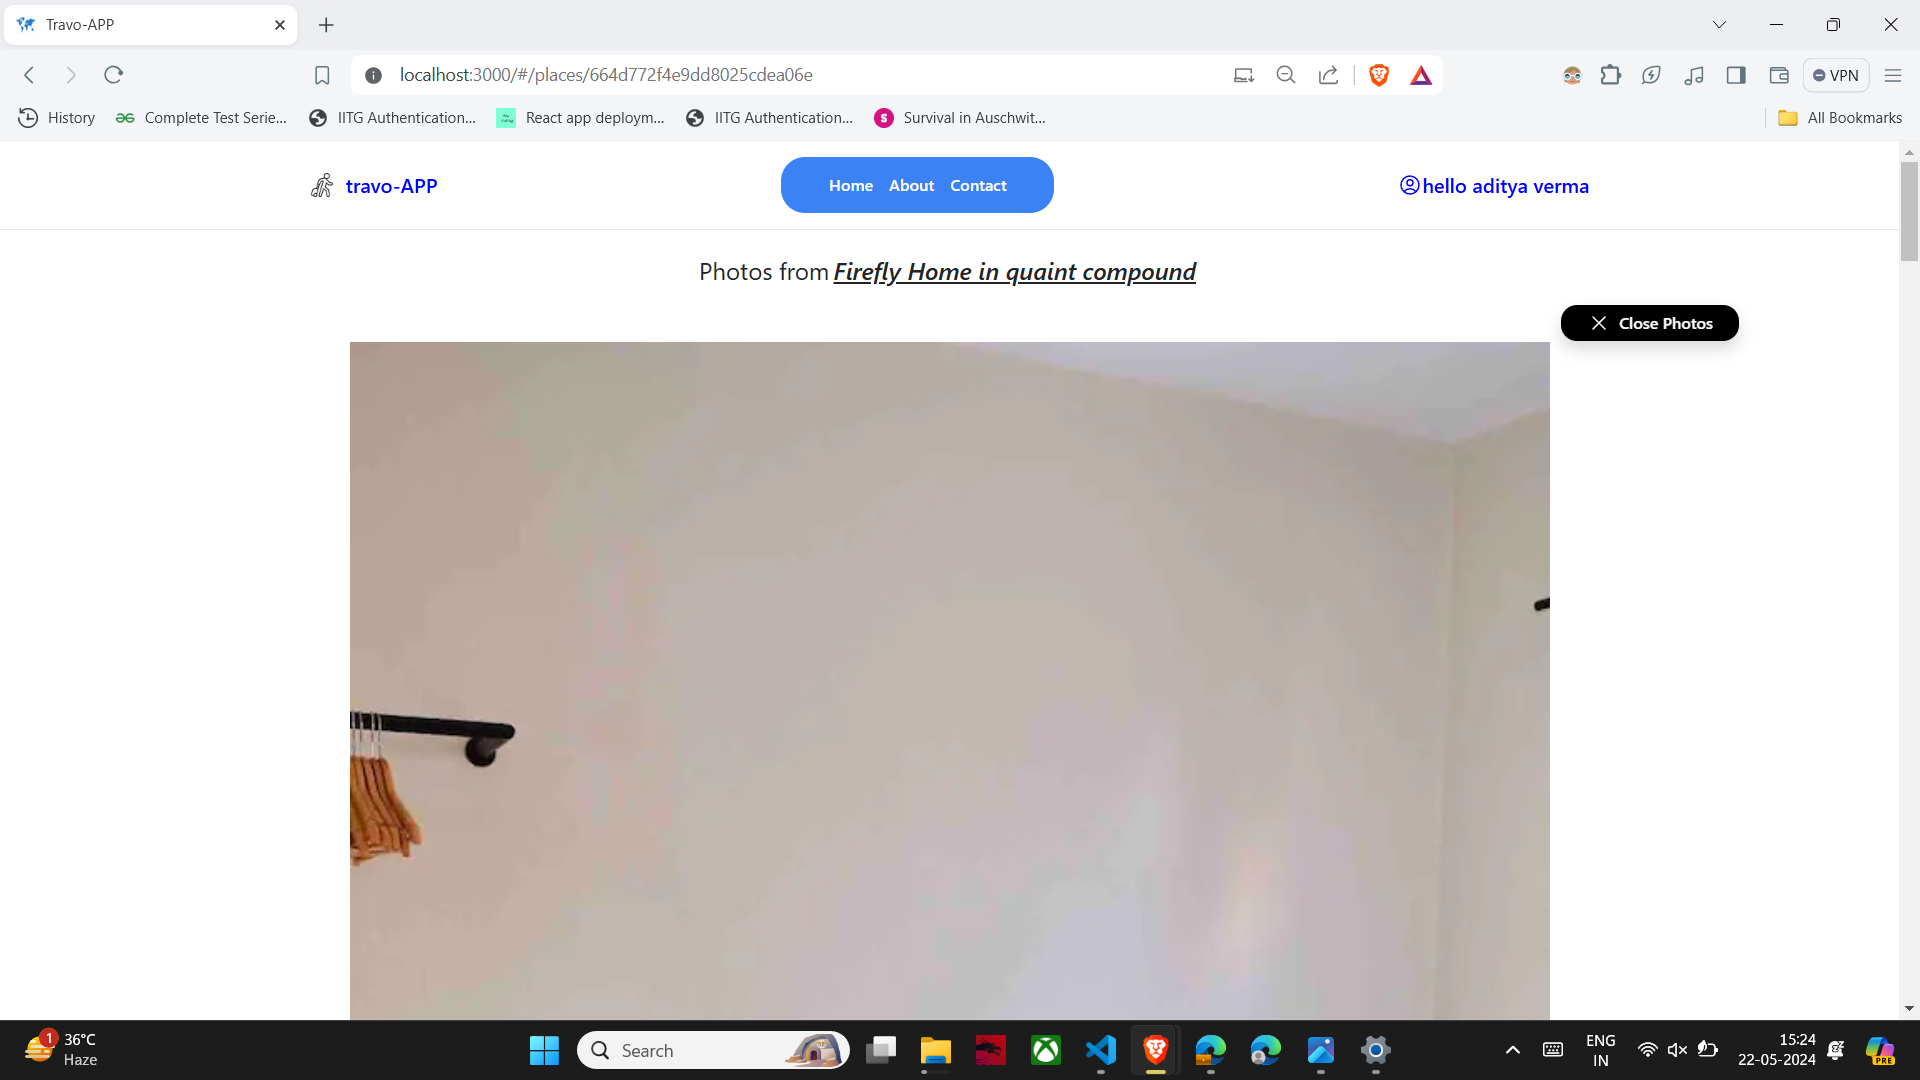 Travo-APP
localhost:3000/#/places/664d772f4e9dd8025cdea06e
VPN
History
Complete Test Serie...
IITG Authentication...
React app deploym...
IITG Authentication...
Survival in Auschwit...
All Bookmarks
travo-APP
Home About Contact
hello aditya verma
Photos from Firefly Home in quaint compound
Close Photos
1
36°C
Haze
Search
ENG
IN
15:24
22-05-2024
PRE